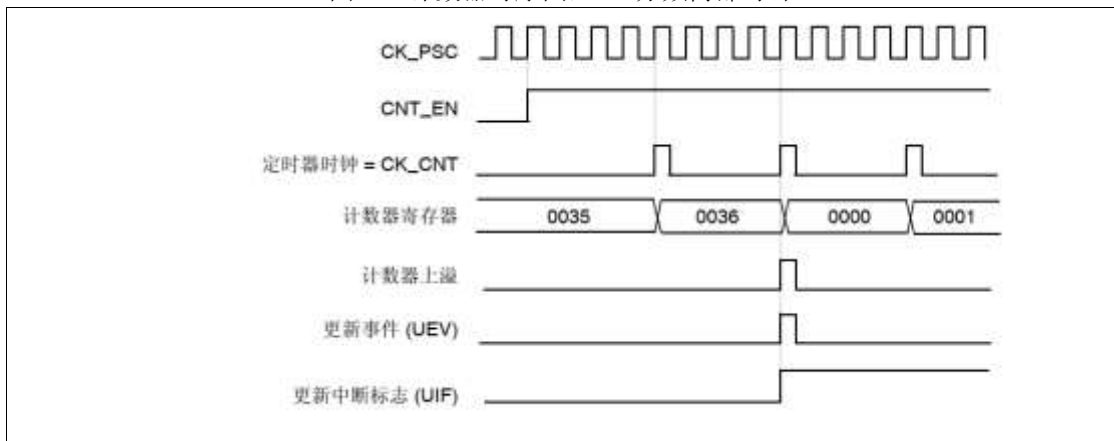 CK_PSC
CNT_EN
定时器时钟 = CK_CNT
计数器寄存器 0035 0036 0000 0001
计数器上溢
更新事件 (UEV)
更新中断标志 (UIF)